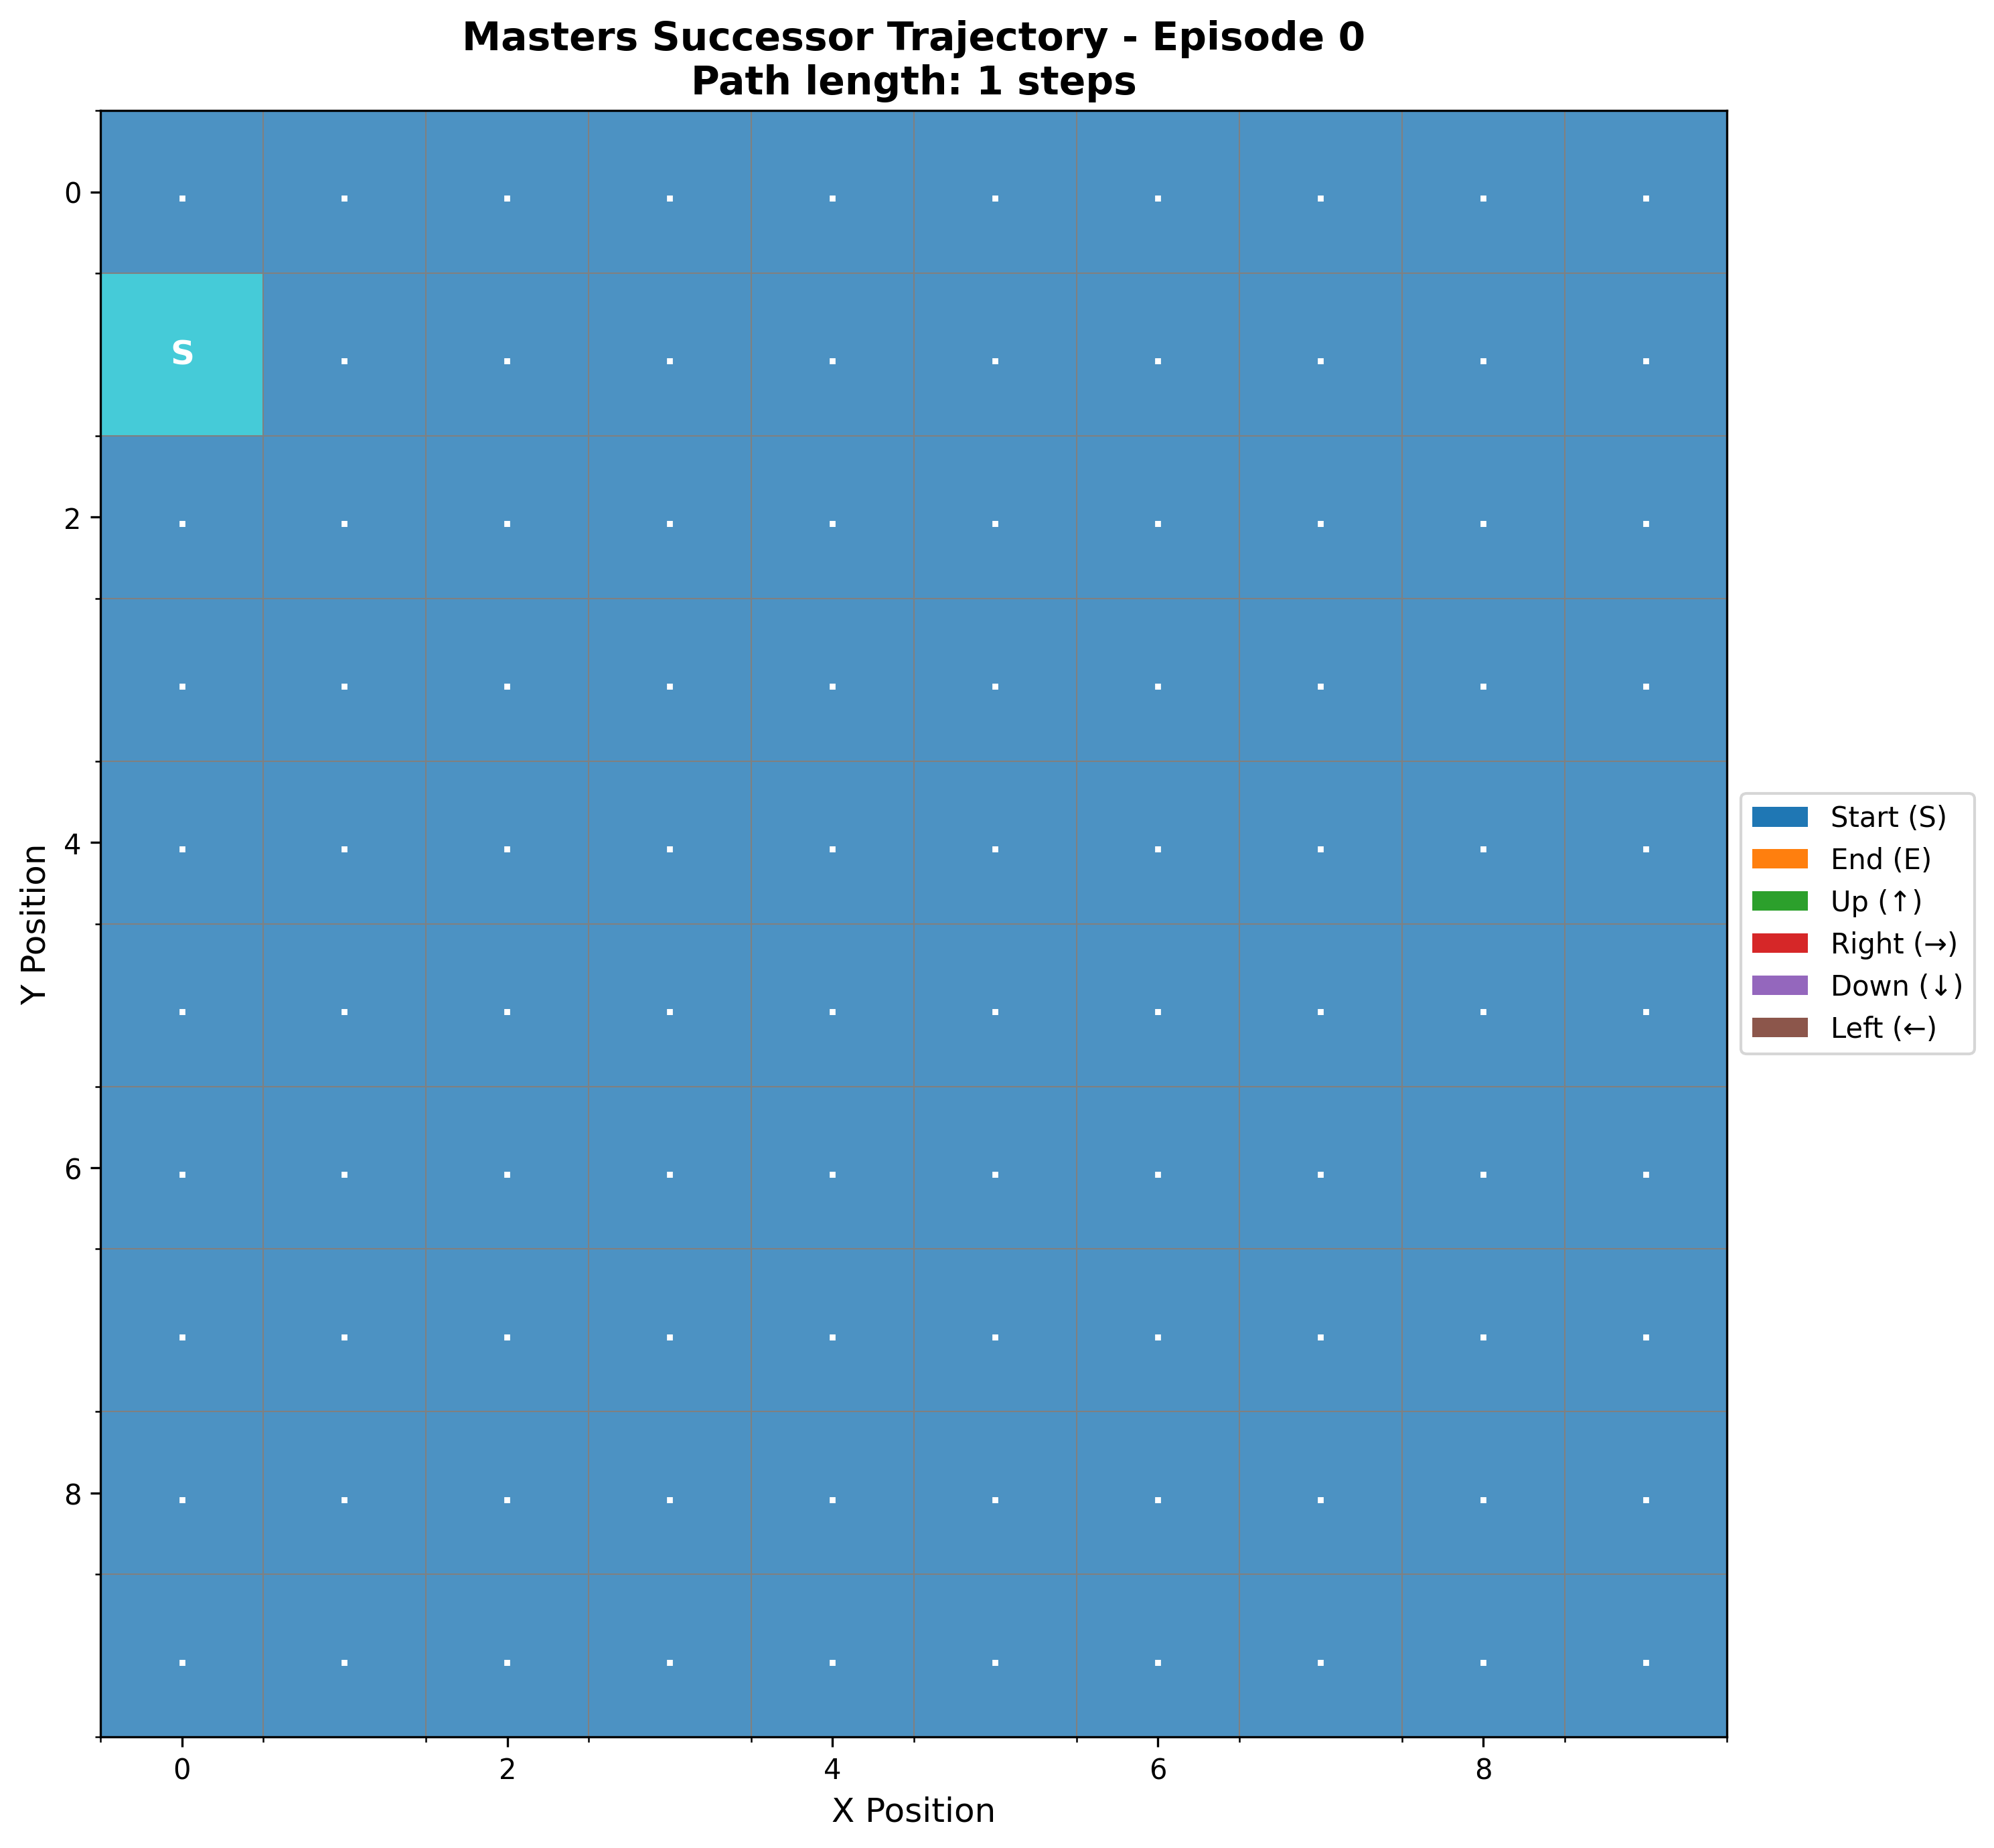 Masters Successor Trajectory - Episode 0
Path length: 1 steps
0
S
2
4
6
8
Y Position
0 2 4 6 8
X Position
Start (S)
End (E)
Up (↑)
Right (→)
Down (↓)
Left (←)